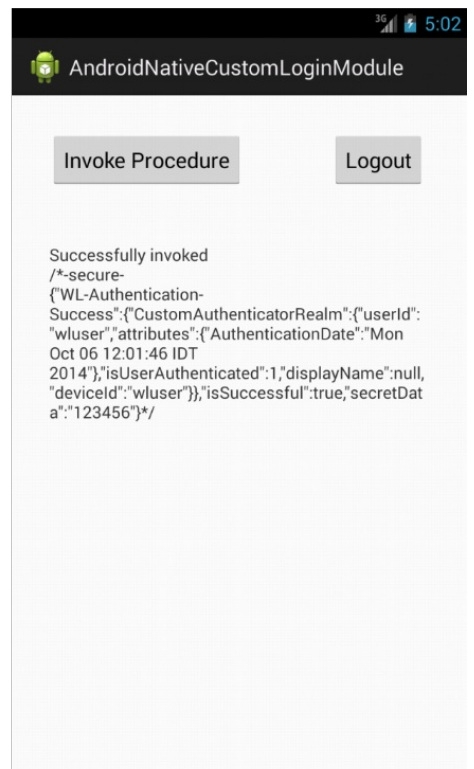 3G 5:02
AndroidNativeCustomLoginModule
Invoke Procedure Logout
Successfully invoked
/*-secure-
{"WL-Authentication-
Success":{"CustomAuthenticatorRealm":{"userId":
"wluser","attributes":{"AuthenticationDate":"Mon
Oct 06 12:01:46 IDT
2014"},"isUserAuthenticated":1,"displayName":null,
"deviceId":"wluser"}},"isSuccessful":true,"secretDat
a":"123456"}*/